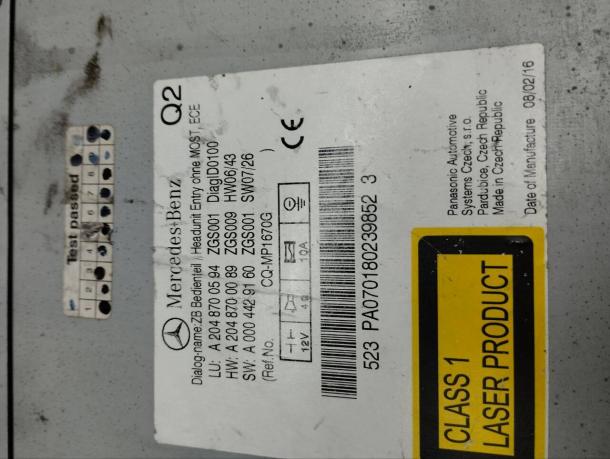 Test passed
1 2 3 4 5 6 7 8
Q2
Mercedes-Benz
Dialog-name:ZB Bedienteil / Headunit Entry ohne MOST, ECE
LU: A 204 870 05 94 ZGS001 DiagID0100
HW: A 204 870 00 89 ZGS009 HW06/43
SW: A 000 442 91 60 ZGS001 SW07/26
(Ref.No. CQ-MP1670G )
12V 4Ω 10A
CE
523 PA070180239852 3
Panasonic Automotive
Systems Czech, s.r.o.
Pardubice, Czech Republic
Made in Czech Republic
Date of Manufacture 08/02/16
CLASS 1
LASER PRODUCT